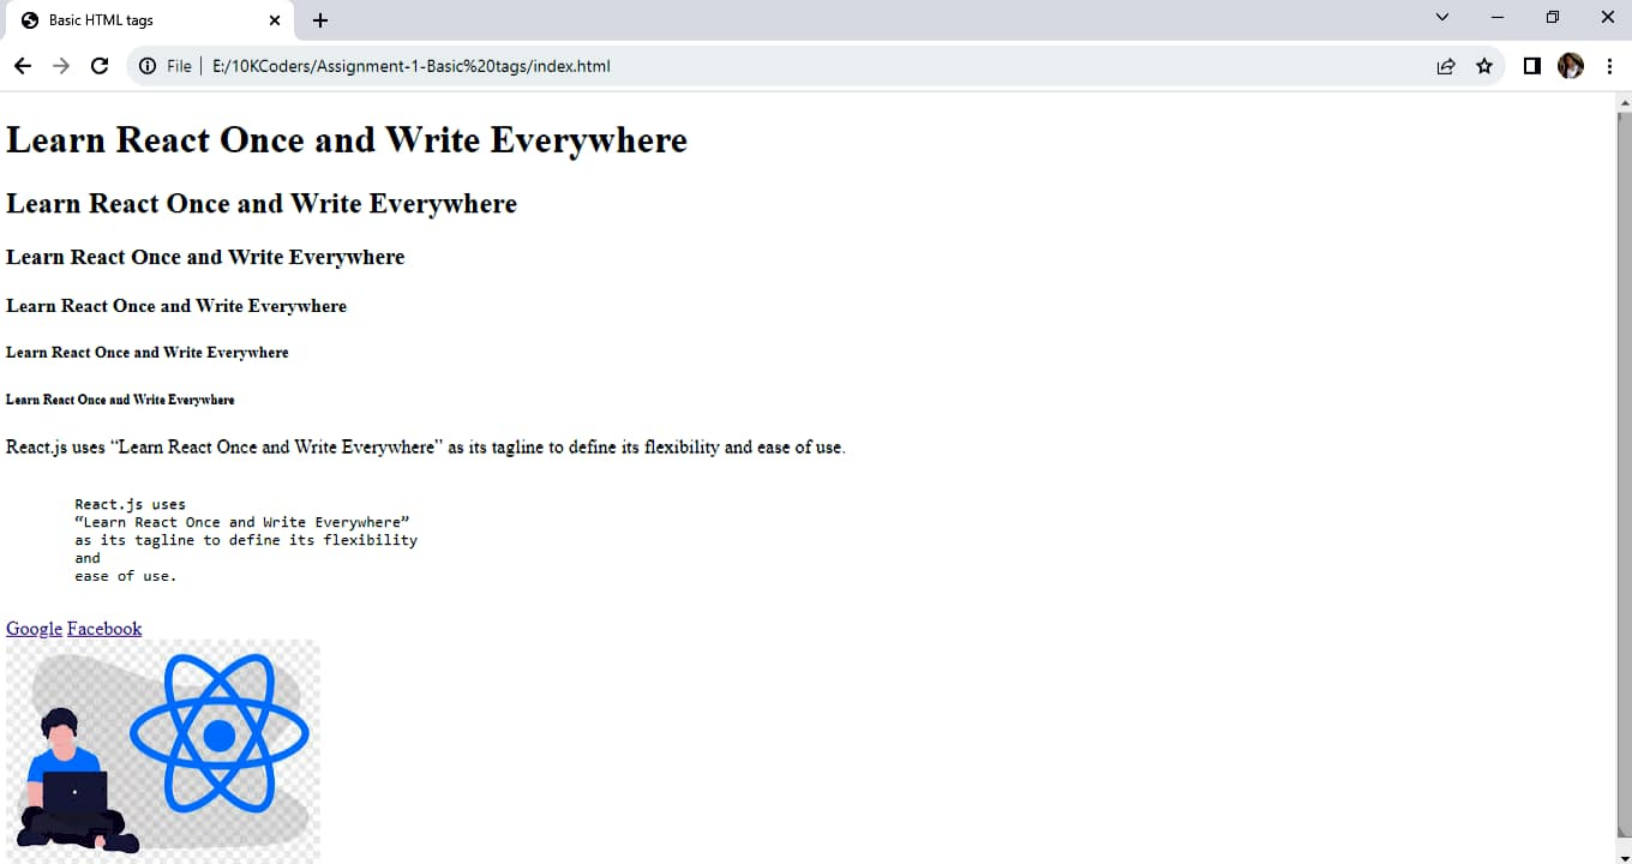 Basic HTML tags
File | E:/10KCoders/Assignment-1-Basic%20tags/index.html
Learn React Once and Write Everywhere
Learn React Once and Write Everywhere
Learn React Once and Write Everywhere
Learn React Once and Write Everywhere
Learn React Once and Write Everywhere
Learn React Once and Write Everywhere
React.js uses “Learn React Once and Write Everywhere” as its tagline to define its flexibility and ease of use.
React.js uses
“Learn React Once and Write Everywhere”
as its tagline to define its flexibility
and
ease of use.
Google Facebook